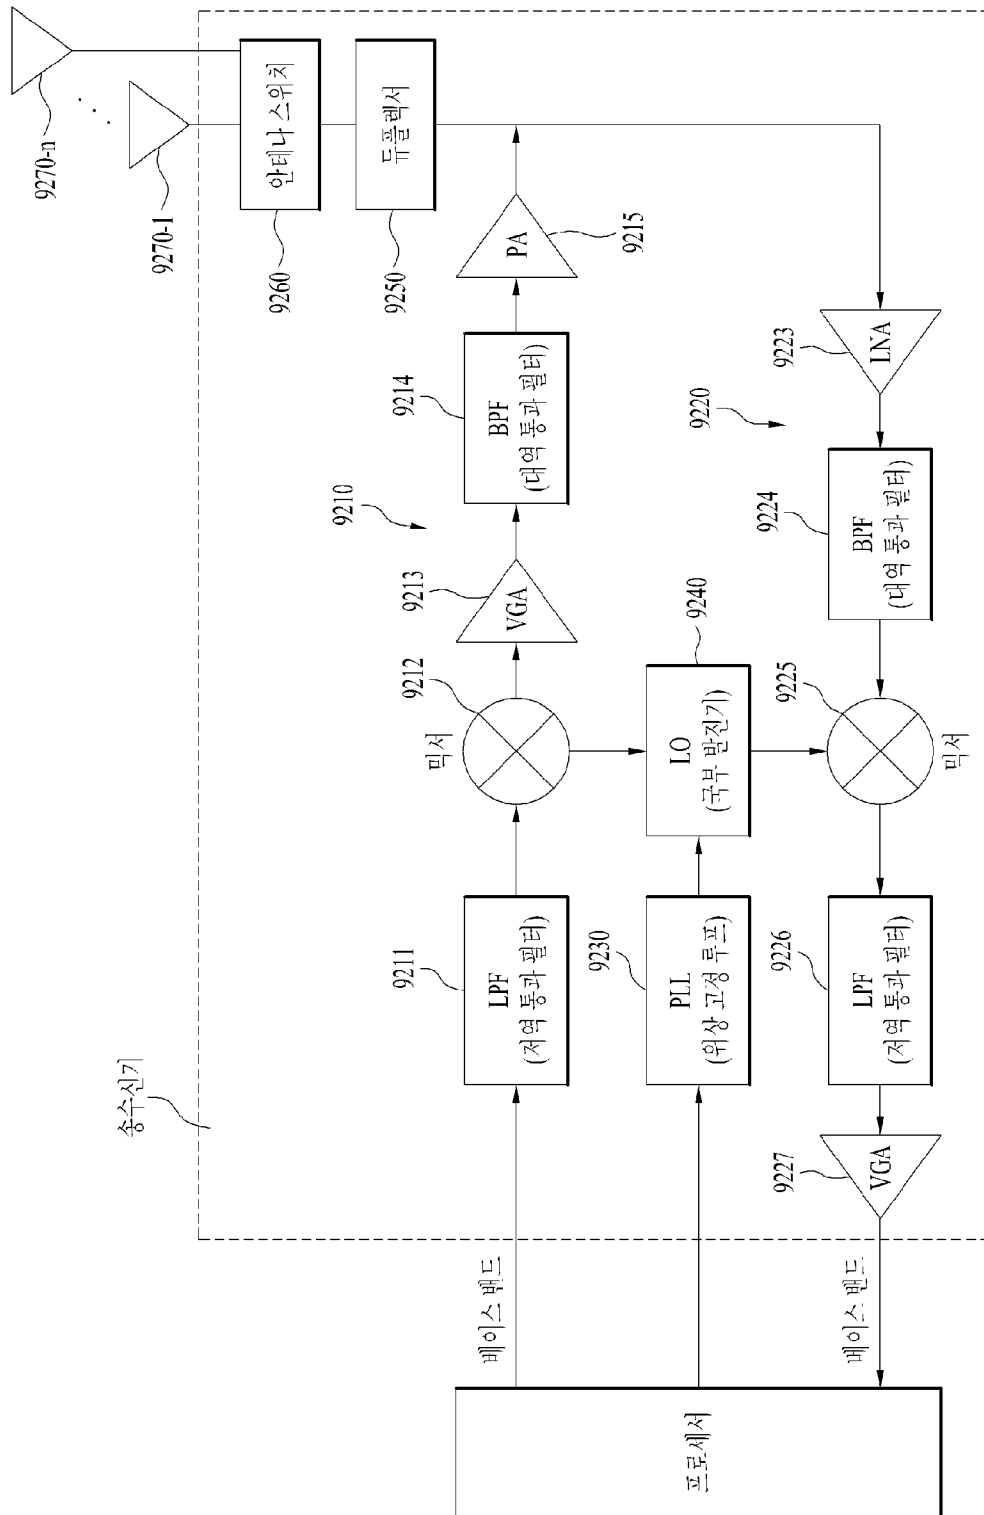 송수신기
프로세서
베이스 밴드
베이스 밴드
9211
LPF
(저역 통과 필터)
믹서
9212
9213
VGA
9210
9214
BPF
(대역 통과 필터)
9215
PA
9230
PLL
(위상 고정 루프)
9240
LO
(국부 발진기)
9250
듀플렉서
9260
안테나 스위치
9270-1
9270-n
9220
9223
LNA
9224
BPF
(대역 통과 필터)
9225
믹서
9226
LPF
(저역 통과 필터)
9227
VGA